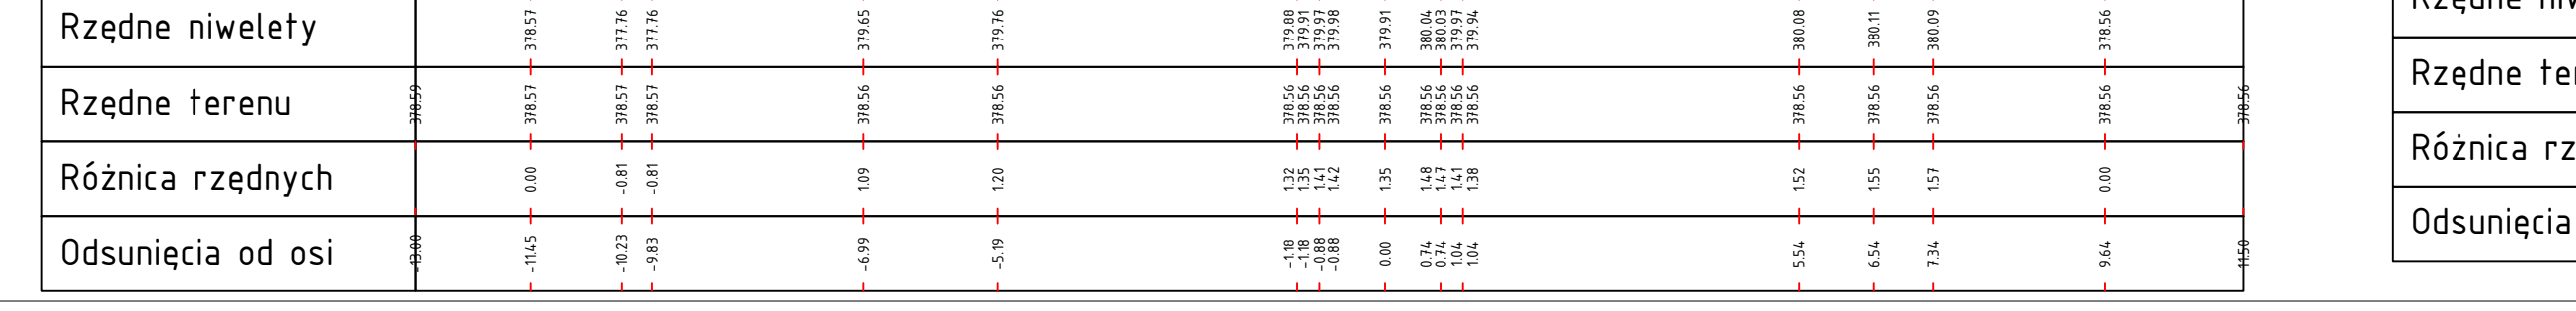 Rzędne niwelety 378.57 377.76 377.76 379.65 379.76 379.88 379.91 379.97 379.98 379.91 380.04 380.03 379.97 379.94 380.08 380.11 380.09 378.56
Rzędne terenu 378.59 378.57 378.57 378.57 378.56 378.56 378.56 378.56 378.56 378.56 378.56 378.56 378.56 378.56 378.56 378.56 378.56 378.56 378.56 378.56
Różnica rzędnych 0.00 -0.81 -0.81 1.09 1.20 1.32 1.35 1.41 1.42 1.35 1.48 1.47 1.41 1.38 1.52 1.55 1.57 0.00
Odsunięcia od osi -13.00 -11.45 -10.23 -9.83 -6.99 -5.19 -1.18 -1.18 -0.88 -0.88 0.00 0.74 0.74 1.04 1.04 5.54 6.54 7.34 9.64 11.50
Rzędne
Różnica rz
Odsunięcia